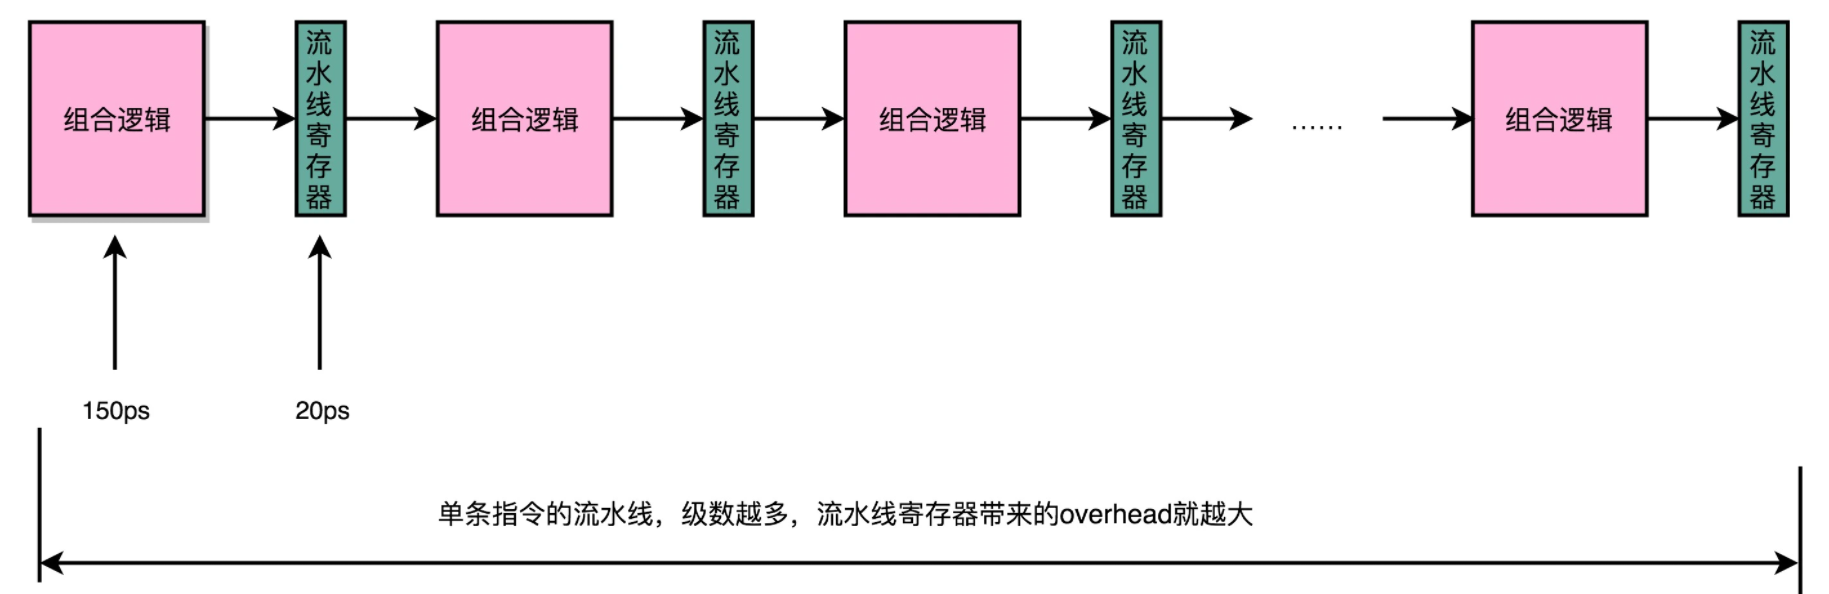 组合逻辑
流水线寄存器
组合逻辑
流水线寄存器
组合逻辑
流水线寄存器
......
组合逻辑
流水线寄存器
150ps
20ps
单条指令的流水线，级数越多，流水线寄存器带来的overhead就越大